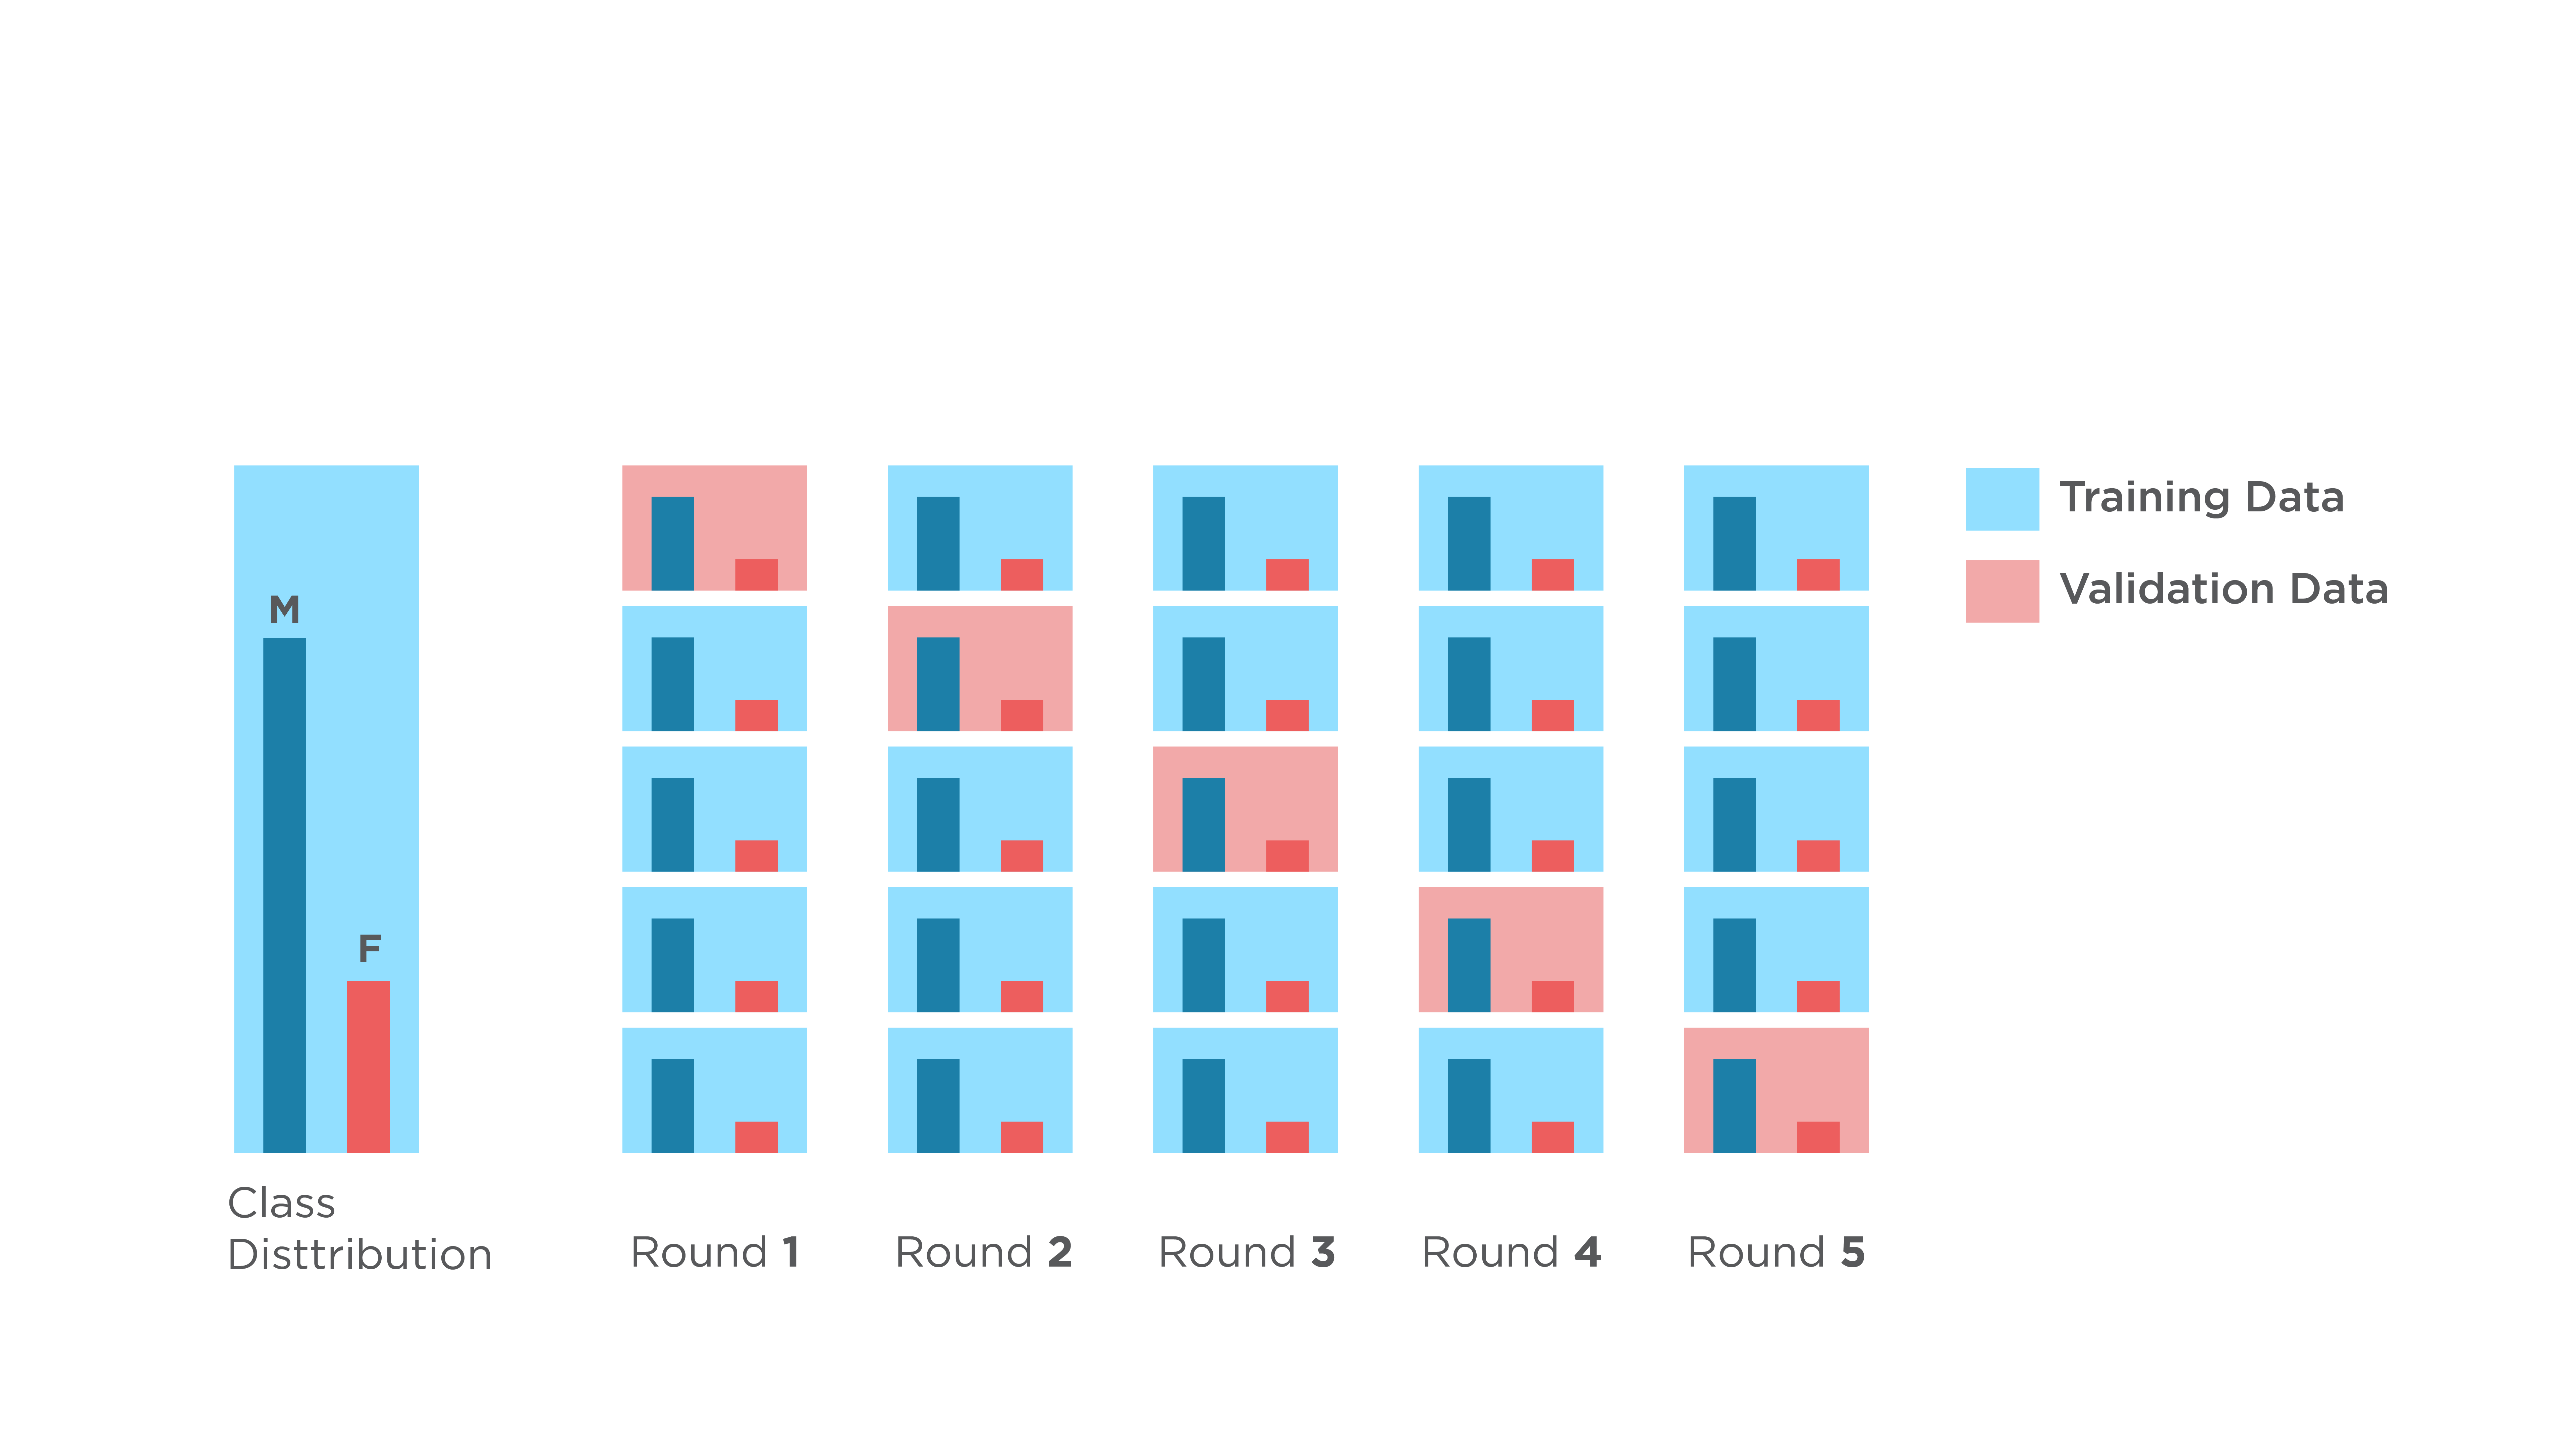 M
F
Class
Disttribution
Round 1
Round 2
Round 3
Round 4
Round 5
Training Data
Validation Data